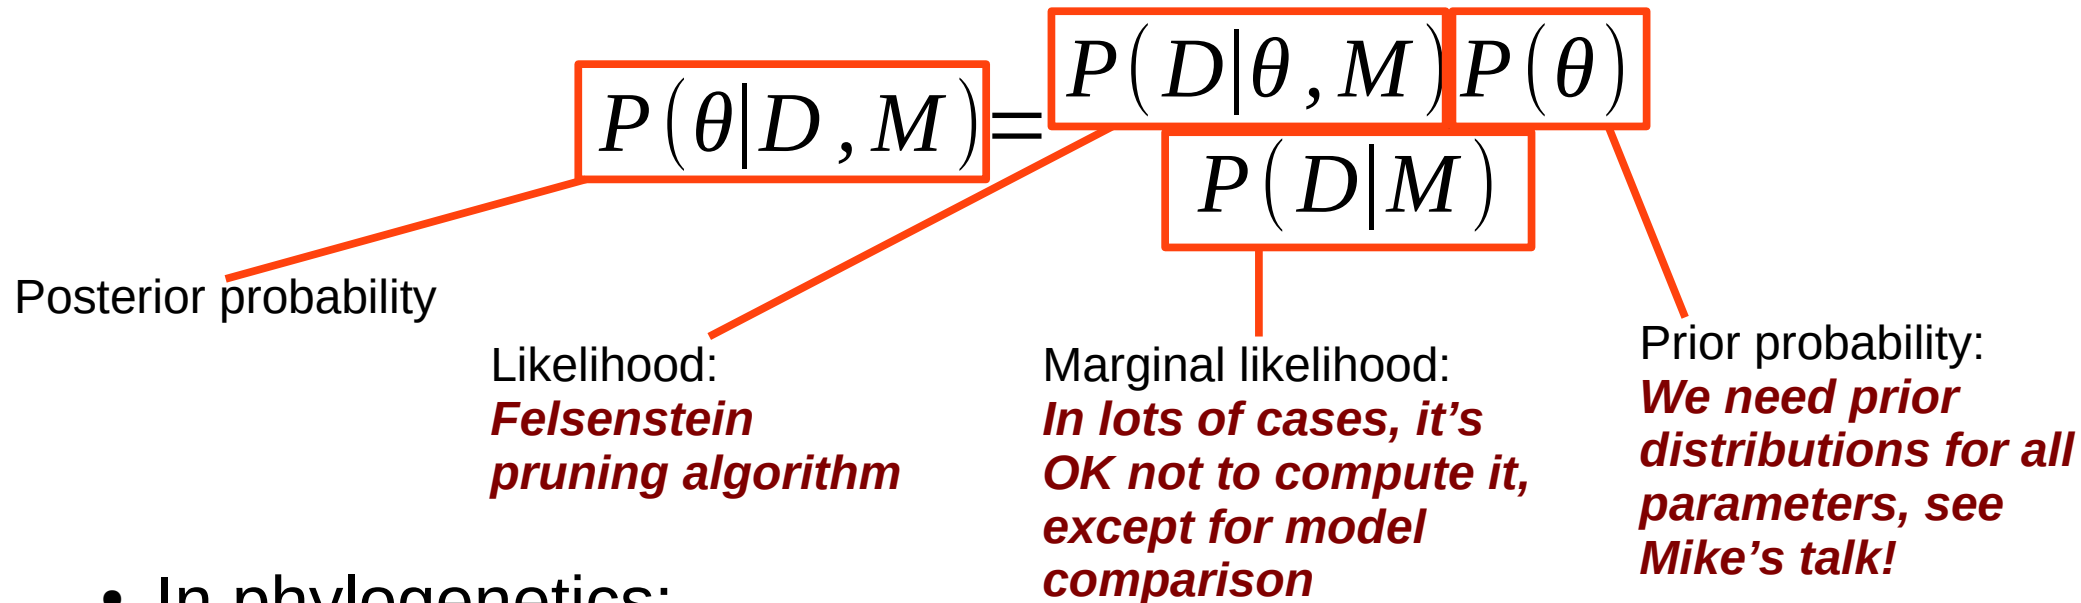 P(θ|D,M)=
P(D|θ,M)P(θ)
P(D|M)
Posterior probability
Likelihood:
Felsenstein
pruning algorithm
Marginal likelihood:
In lots of cases, it’s
OK not to compute it,
except for model
comparison
Prior probability:
We need prior
distributions for all
parameters, see
Mike’s talk!
• In phylogenetics: